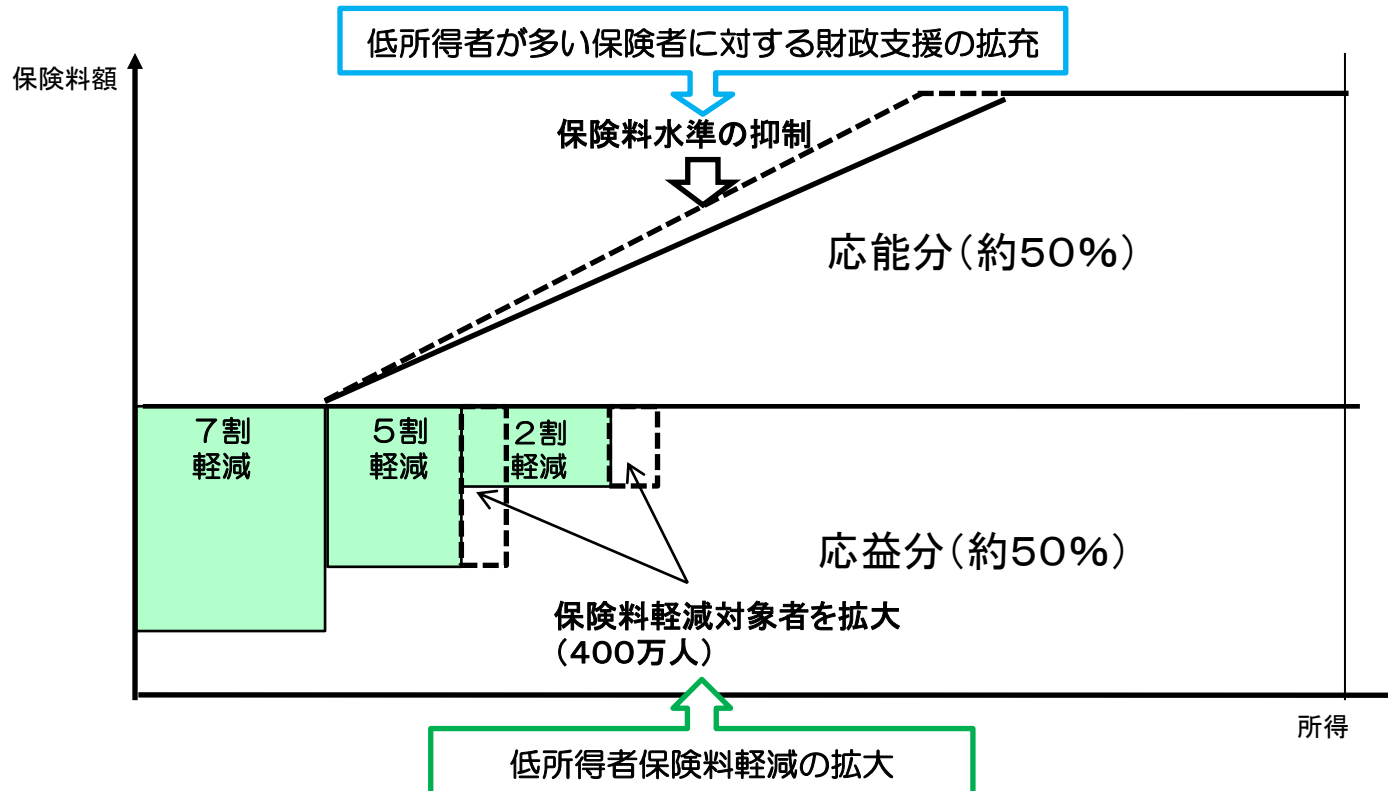 低所得者が多い保険者に対する財政支援の拡充
保険料額
保険料水準の抑制
応能分（約５０％）
７割
軽減
５割
軽減
２割
軽減
応益分（約５０％）
保険料軽減対象者を拡大
（４００万人）
所得
低所得者保険料軽減の拡大